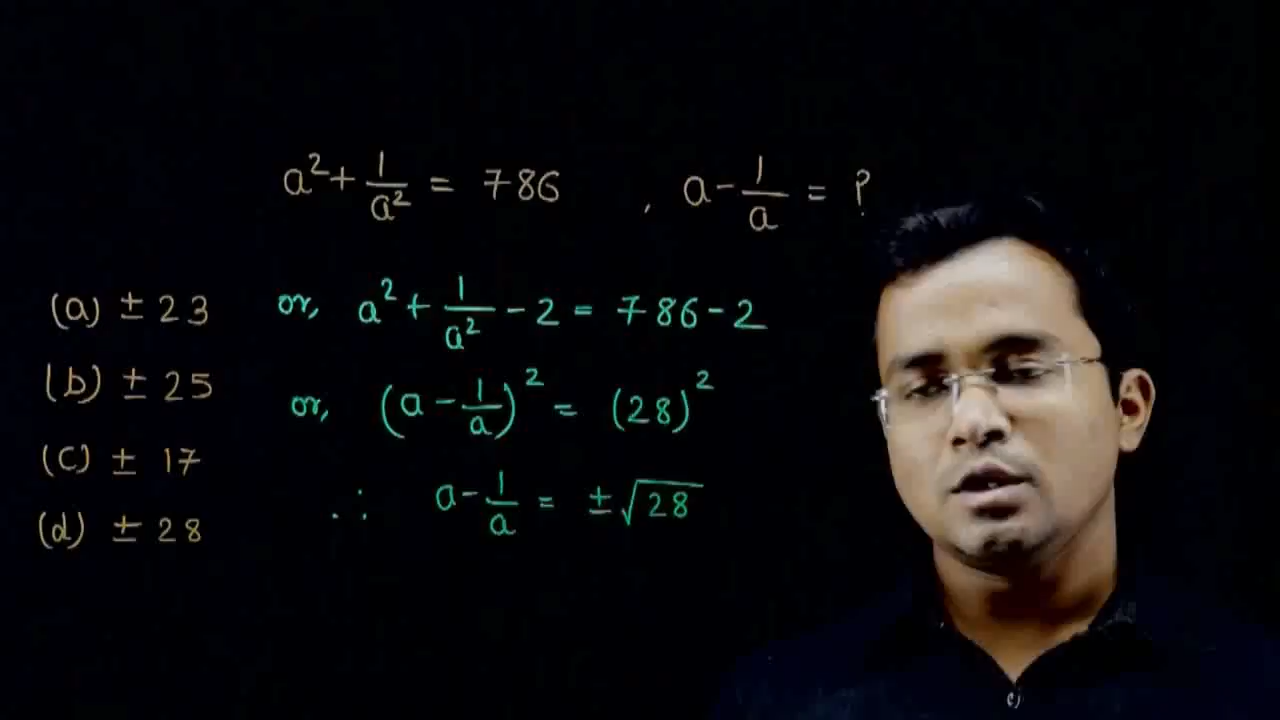 a² + 1/a² = 786 , a - 1/a = ?
(a) ± 23
or, a² + 1/a² - 2 = 786 - 2
(b) ± 25
or, (a - 1/a)² = (28)²
(c) ± 17
∴ a - 1/a = ± √28
(d) ± 28